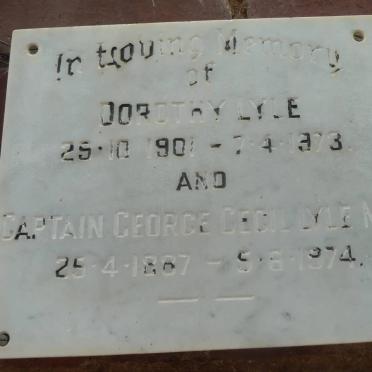 In Loving Memory
of
DOROTHY LYLE
25·10·1901 – 7·4·1973.
AND
CAPTAIN GEORGE CECIL LYLE
25·4·1887 – 5·8·1974.